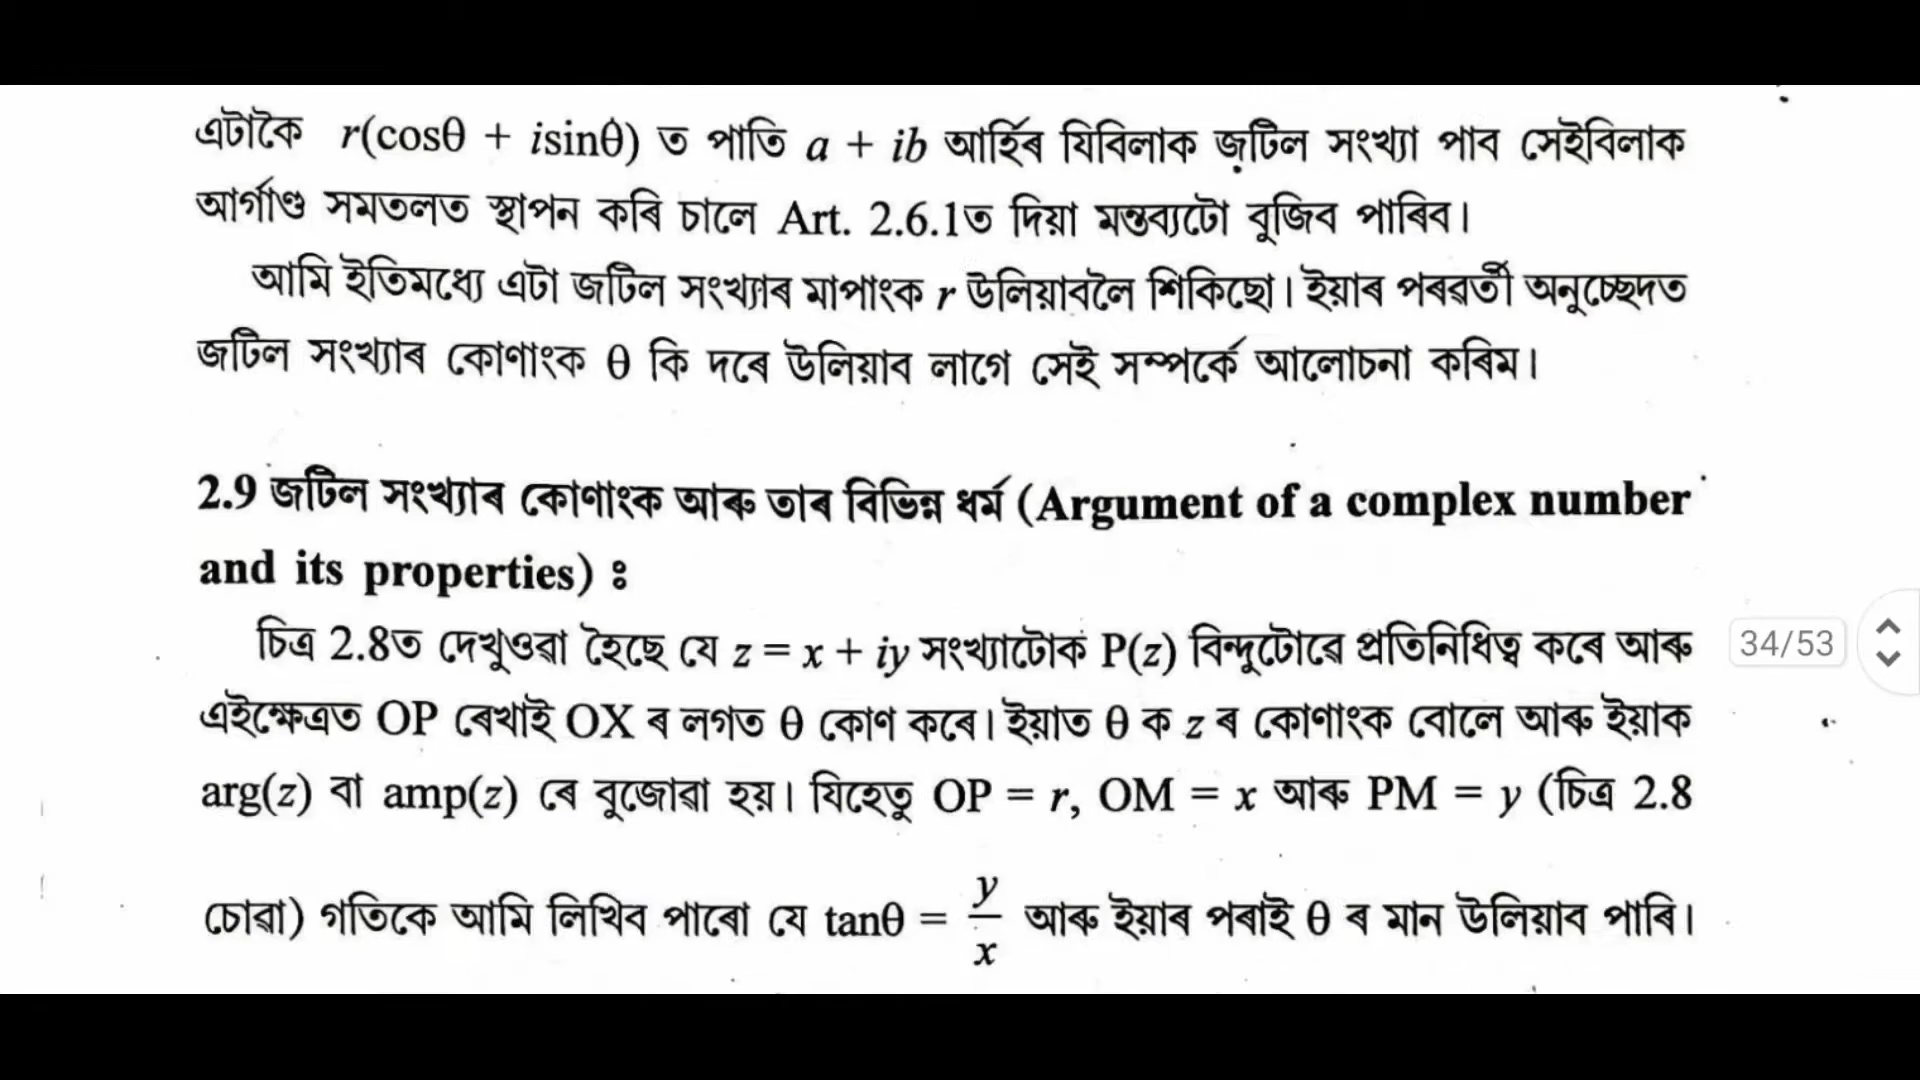 এটাকৈ r(cosθ + isinθ) ত পাতি a + ib আৰ্হিৰ যিবিলাক জটিল সংখ্যা পাব সেইবিলাক
আৰ্গাণ্ড সমতলত স্থাপন কৰি চালে Art. 2.6.1ত দিয়া মন্তব্যটো বুজিব পাৰিব।
আমি ইতিমধ্যে এটা জটিল সংখ্যাৰ মাপাংক r উলিয়াবলৈ শিকিছো। ইয়াৰ পৰৱৰ্তী অনুচ্ছেদত
জটিল সংখ্যাৰ কোণাংক θ কি দৰে উলিয়াব লাগে সেই সম্পৰ্কে আলোচনা কৰিম।
2.9 জটিল সংখ্যাৰ কোণাংক আৰু তাৰ বিভিন্ন ধৰ্ম (Argument of a complex number
and its properties) ঃ
চিত্ৰ 2.8ত দেখুওৱা হৈছে যে z = x + iy সংখ্যাটোক P(z) বিন্দুটোৱে প্ৰতিনিধিত্ব কৰে আৰু
34/53
এইক্ষেত্ৰত OP ৰেখাই OX ৰ লগত θ কোণ কৰে। ইয়াত θ ক z ৰ কোণাংক বোলে আৰু ইয়াক
arg(z) বা amp(z) ৰে বুজোৱা হয়। যিহেতু OP = r, OM = x আৰু PM = y (চিত্ৰ 2.8
চোৱা) গতিকে আমি লিখিব পাৰো যে tanθ = y/x আৰু ইয়াৰ পৰাই θ ৰ মান উলিয়াব পাৰি।